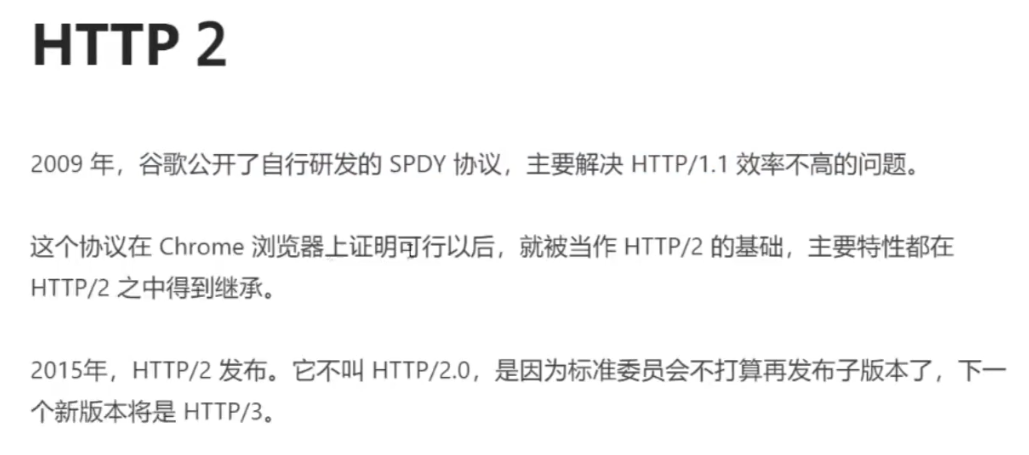 HTTP 2
2009 年，谷歌公开了自行研发的 SPDY 协议，主要解决 HTTP/1.1 效率不高的问题。
这个协议在 Chrome 浏览器上证明可行以后，就被当作 HTTP/2 的基础，主要特性都在
HTTP/2 之中得到继承。
2015年，HTTP/2 发布。它不叫 HTTP/2.0，是因为标准委员会不打算再发布子版本了，下一
个新版本将是 HTTP/3。